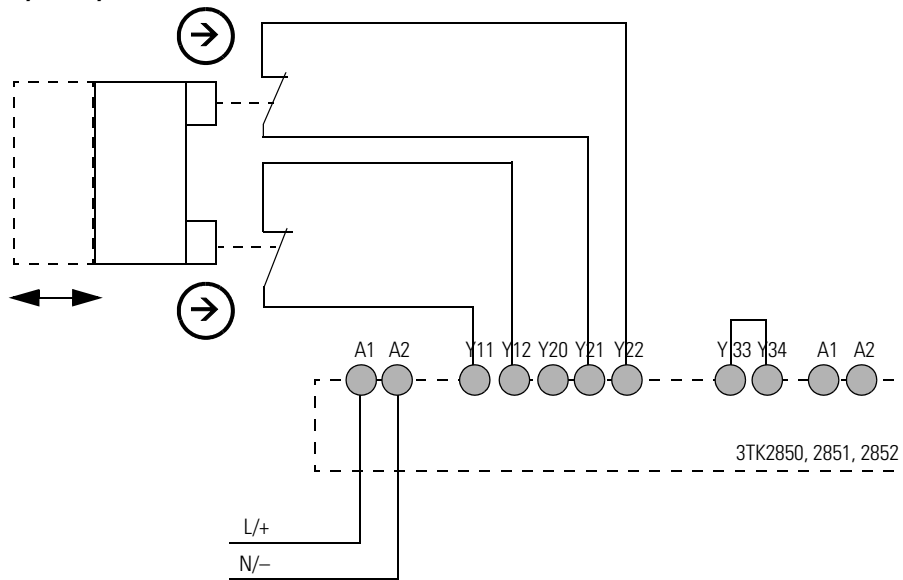 A1 A2 Y11 Y12 Y20 Y21 Y22 Y33 Y34 A1 A2
3TK2850, 2851, 2852
L/+
N/–